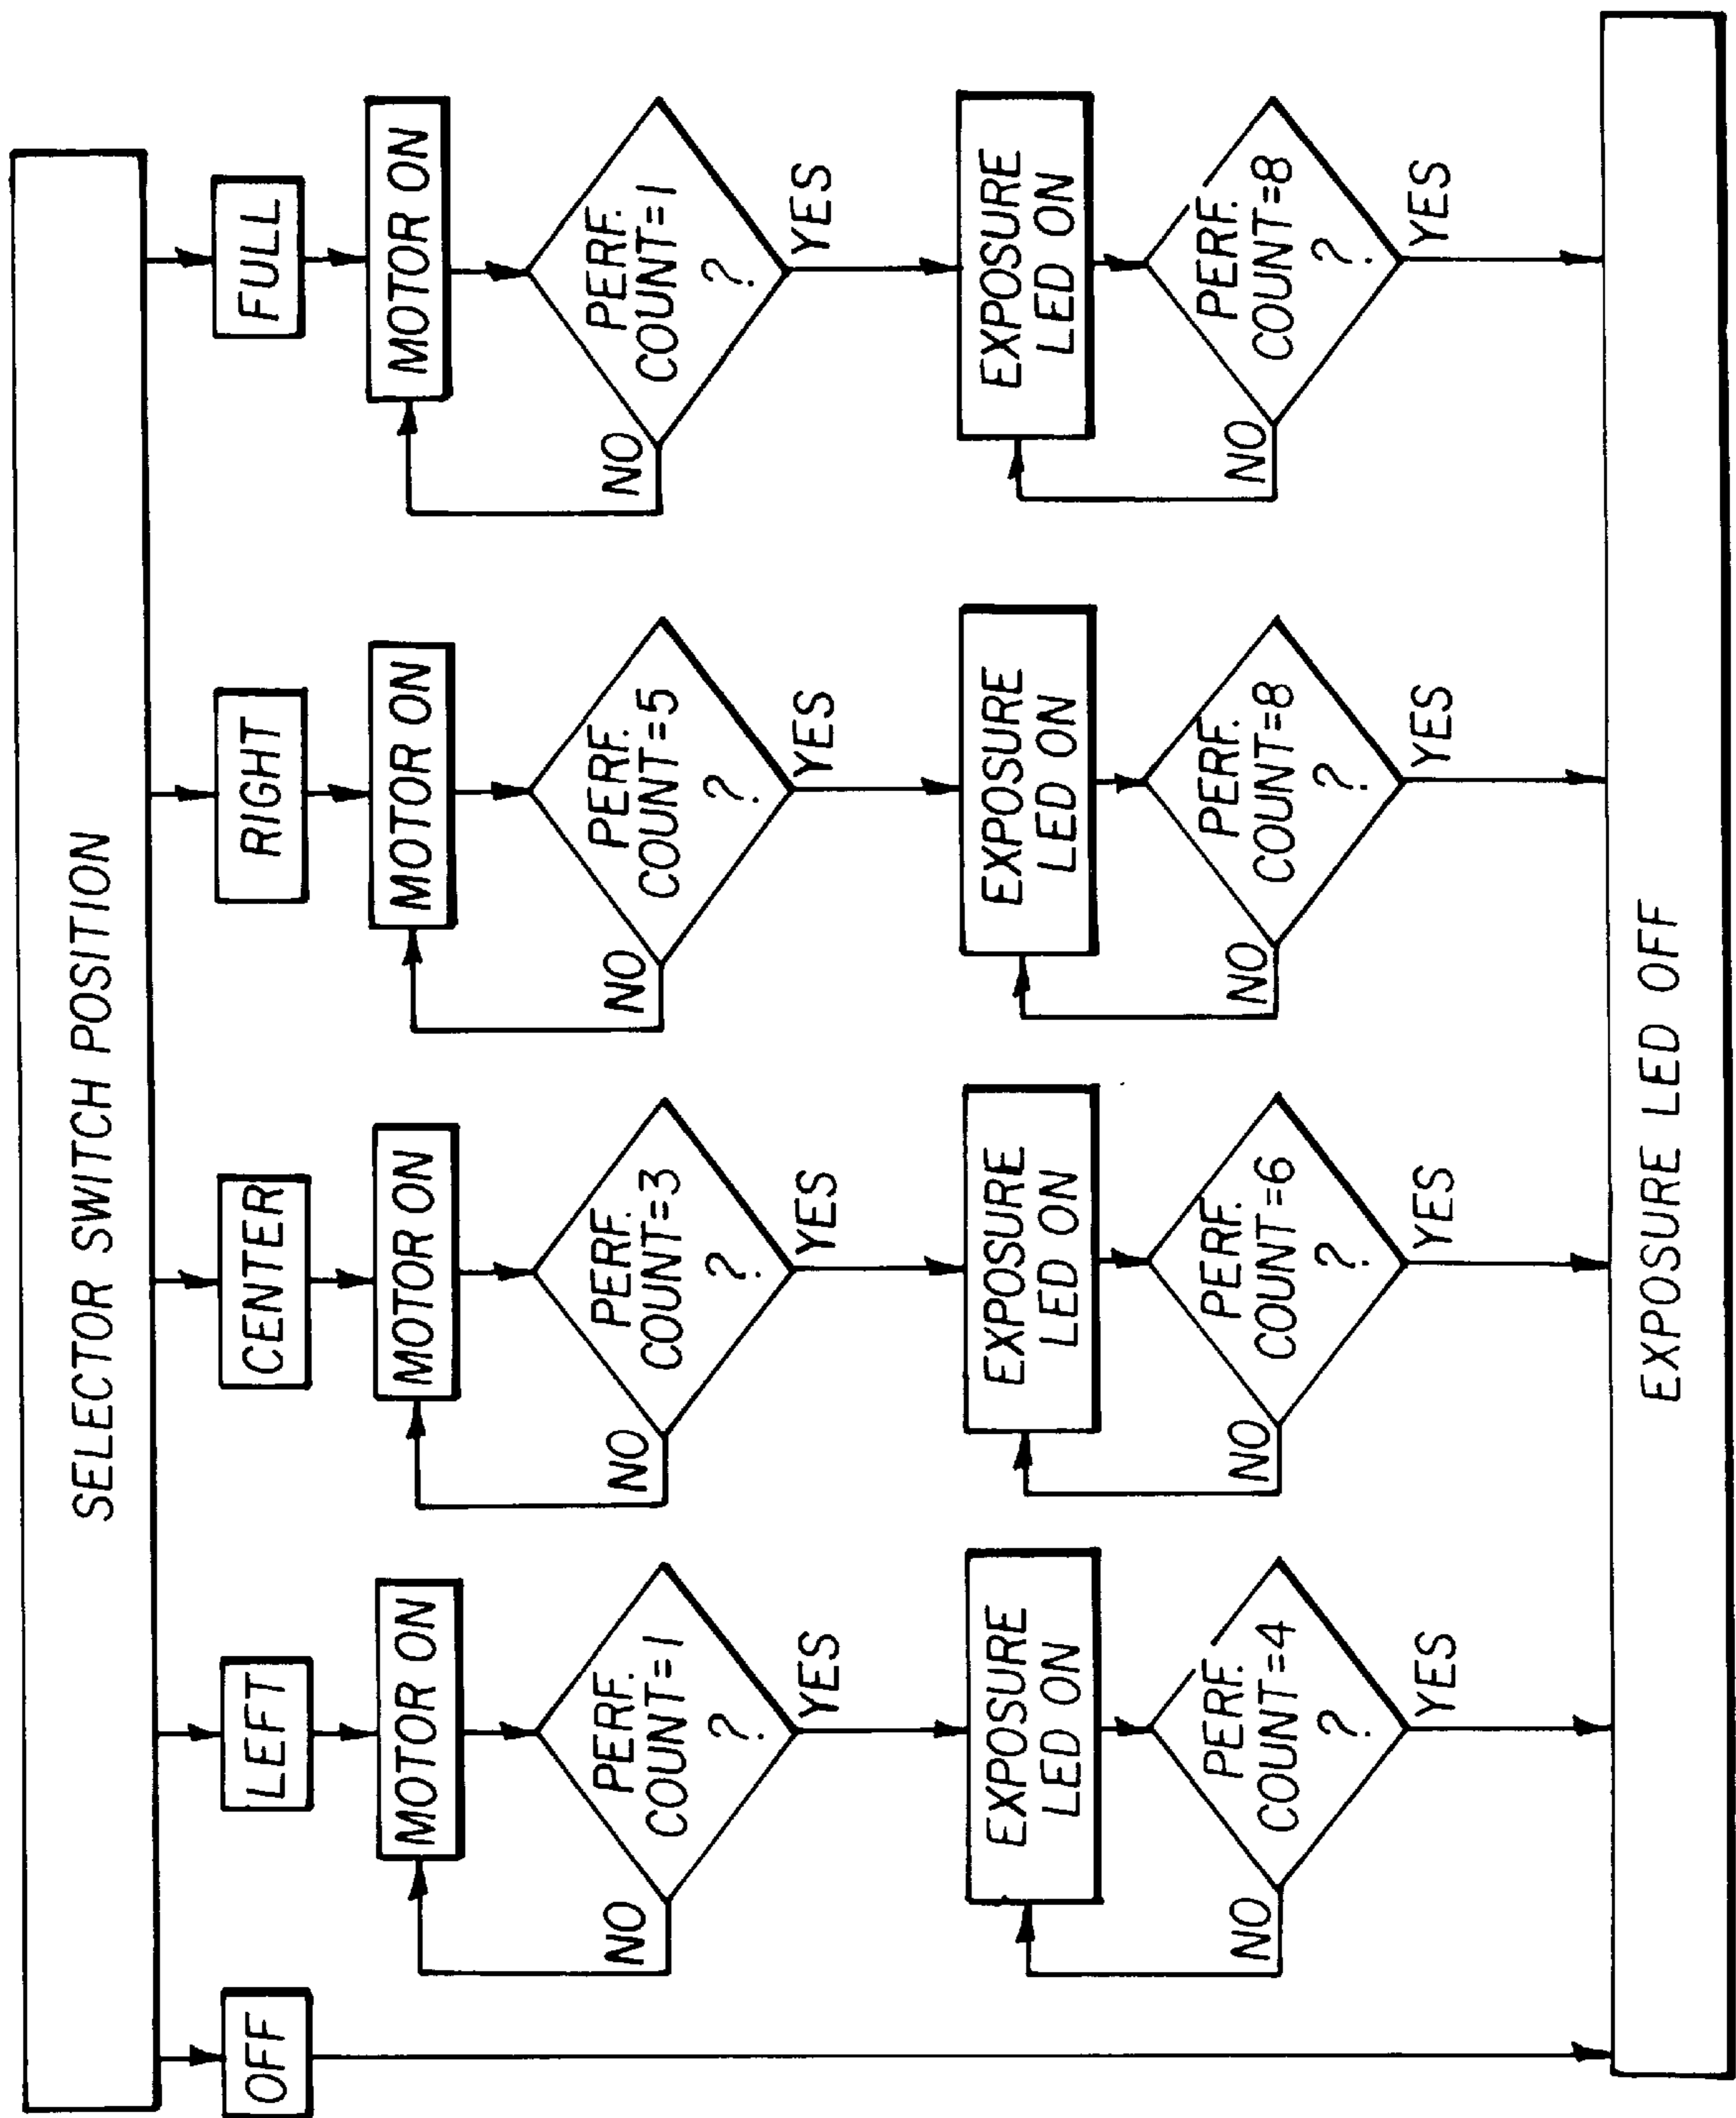 SELECTOR SWITCH POSITION
OFF
LEFT
CENTER
RIGHT
FULL
MOTOR ON
MOTOR ON
MOTOR ON
MOTOR ON
PERF.
COUNT=1
?
NO
YES
PERF.
COUNT=3
?
NO
YES
PERF.
COUNT=5
?
NO
YES
PERF.
COUNT=1
?
NO
YES
EXPOSURE
LED ON
EXPOSURE
LED ON
EXPOSURE
LED ON
EXPOSURE
LED ON
PERF.
COUNT=4
?
NO
YES
PERF.
COUNT=6
?
NO
YES
PERF.
COUNT=8
?
NO
YES
PERF.
COUNT=8
?
NO
YES
EXPOSURE LED OFF